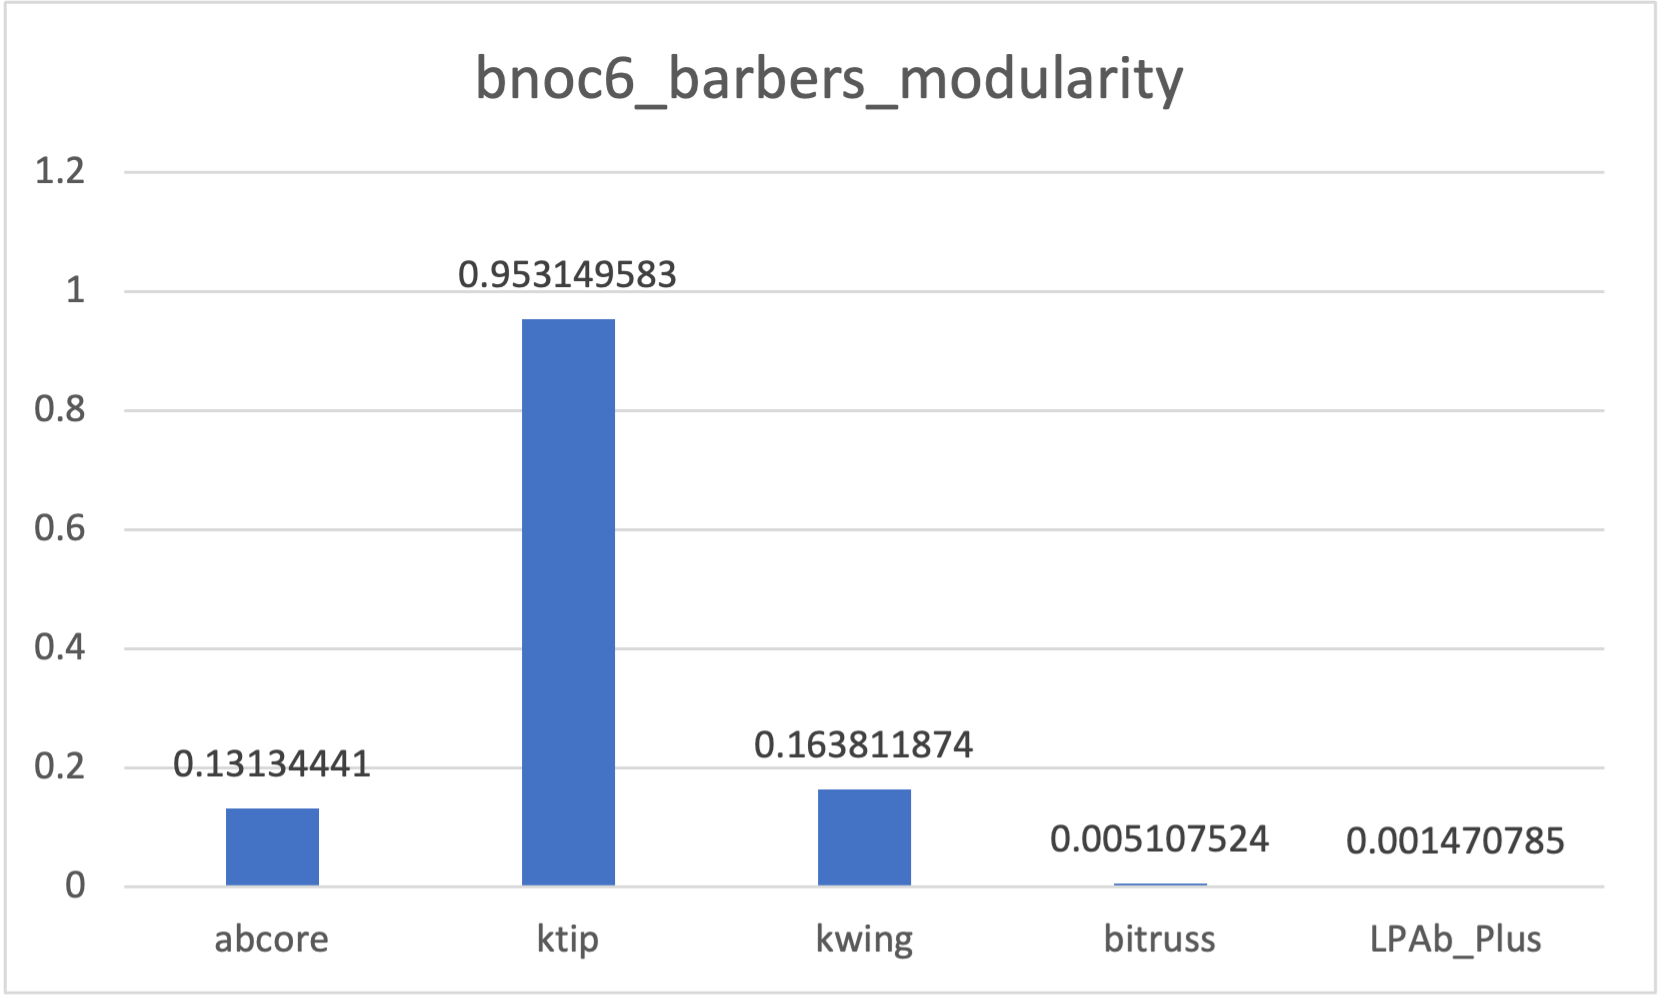 bnoc6_barbers_modularity
1.2
1
0.8
0.6
0.4
0.2
0
0.13134441
0.953149583
0.163811874
0.005107524
0.001470785
abcore
ktip
kwing
bitruss
LPAb_Plus